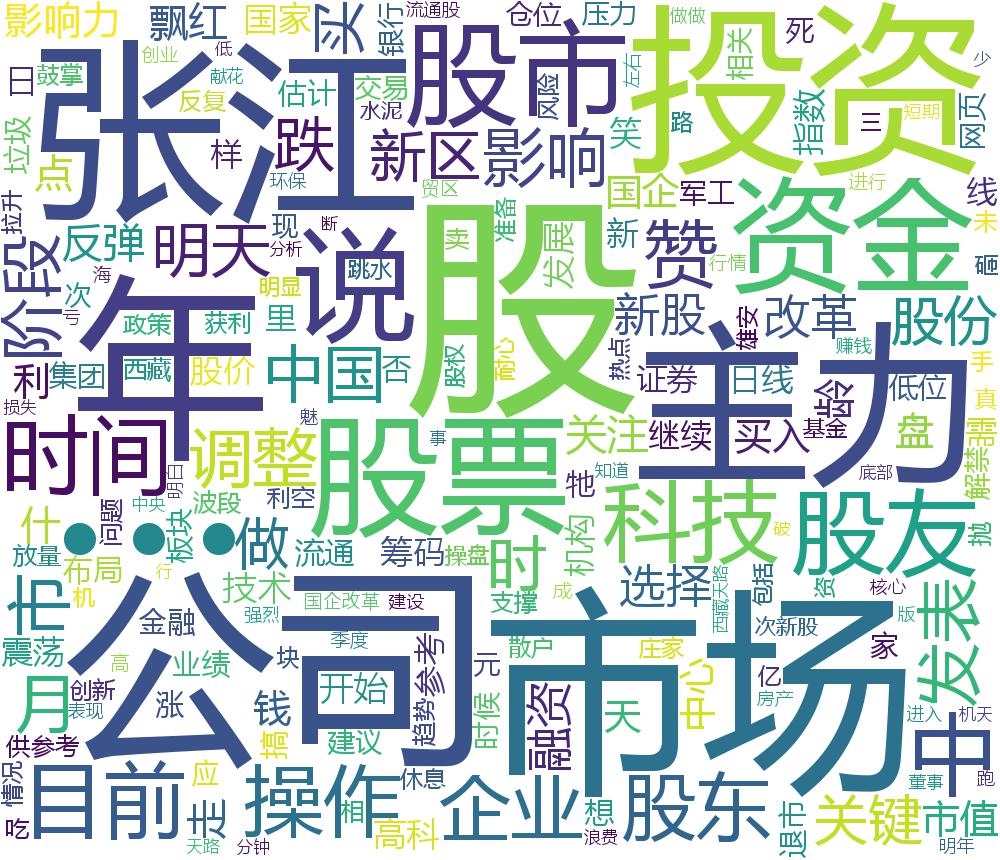 影响力
飘红
国家
买
银行
流通股
仓位
压力
做做
死
少
创业
低
股市
投资
相关
张江
日
鼓掌
献花
左右
反复
估计
交易
风险
指数
三
短期
网页
垃圾
点
样
跌
水泥
新区
影响
笑
路
环保
贸区
国企
军工
进行
线
拉升
反弹
明天
现
断
分析
说
股
卖
准备
发展
新
赞
资金
未
砸
行情
阶段
海
次
亏
年
明显
跳水
政策
获利
里
中国
否
股权
耐心
热点
新股
雄安
改革
股份
利
集团
西藏
股价
主力
证券
日线
赚钱
龄
低位
手
真
损失
魅
事
时间
调整
股票
关注
继续
买入
基金
盘
需
解禁
明日
利空
牠
知道
底部
什
问题
中央
板块
波段
···
做
流通
筹码
操盘
时
机构
科技
破
股友
抛
放量
布局
机
行
市
技术
国企改革
建设
支撑
成
选择
西藏天路
包括
资
核心
版
发表
公司
强烈
金融
季度
散户
市场
庄家
次新股
家
震荡
高
业绩
块
元
月
创新
表现
涨
钱
开始
趋势参考
时候
融资
天
中心
亿
房产
进入
机天
供参考
搞
建议
中
情况
目前
应
走
操作
相
休息
企业
想
股东
退市
关键
董事
跑
市值
吃
天路
分钟
高科
浪费
明年